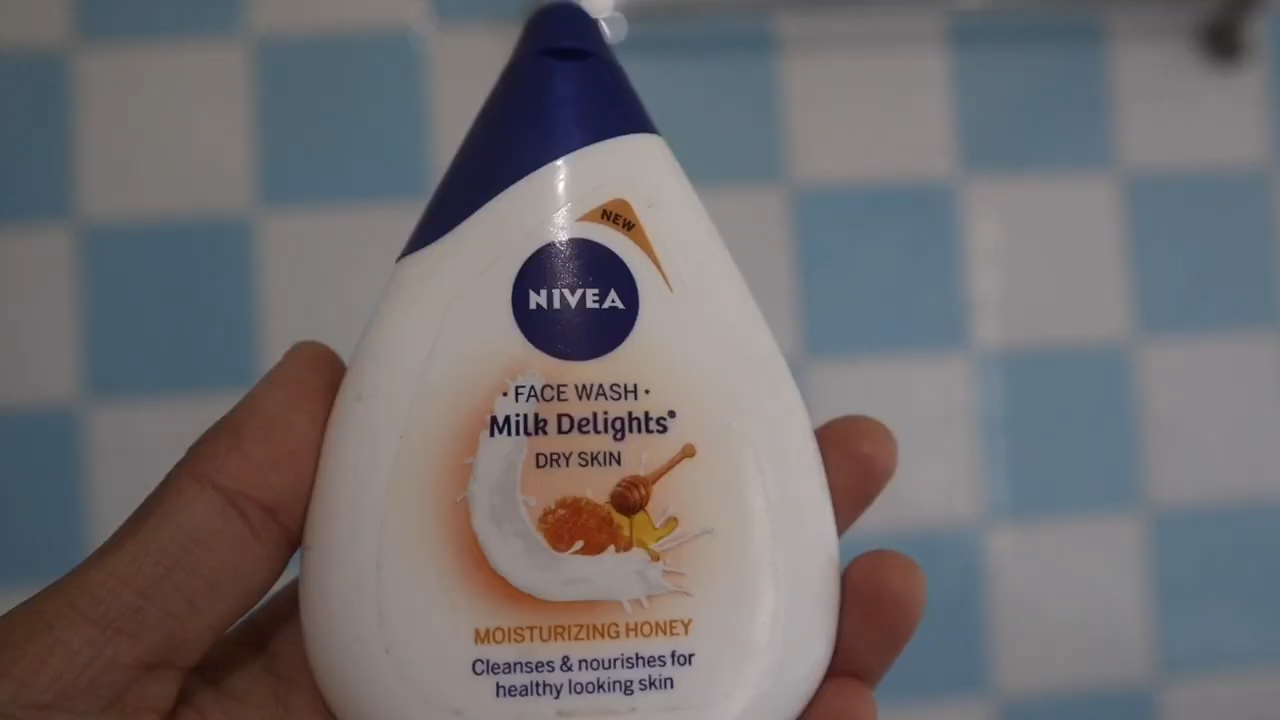 NEW
NIVEA
• FACE WASH •
Milk Delights®
DRY SKIN
MOISTURIZING HONEY
Cleanses & nourishes for
healthy looking skin